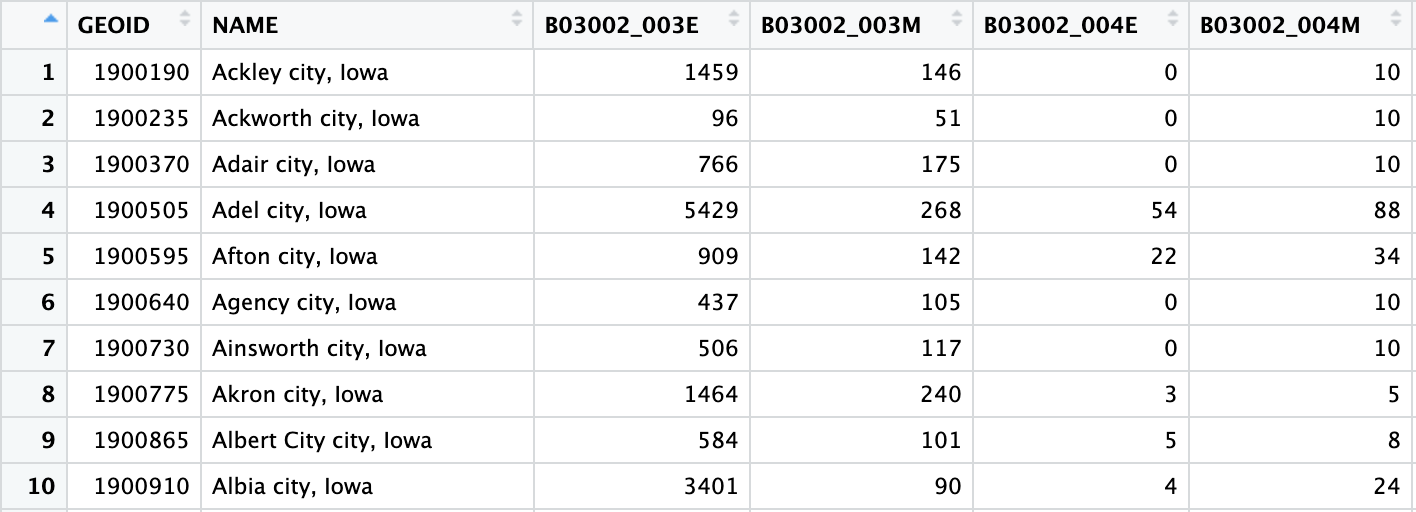 GEOID NAME B03002_003E B03002_003M B03002_004E B03002_004M
1 1900190 Ackley city, Iowa 1459 146 0 10
2 1900235 Ackworth city, Iowa 96 51 0 10
3 1900370 Adair city, Iowa 766 175 0 10
4 1900505 Adel city, Iowa 5429 268 54 88
5 1900595 Afton city, Iowa 909 142 22 34
6 1900640 Agency city, Iowa 437 105 0 10
7 1900730 Ainsworth city, Iowa 506 117 0 10
8 1900775 Akron city, Iowa 1464 240 3 5
9 1900865 Albert City city, Iowa 584 101 5 8
10 1900910 Albia city, Iowa 3401 90 4 24